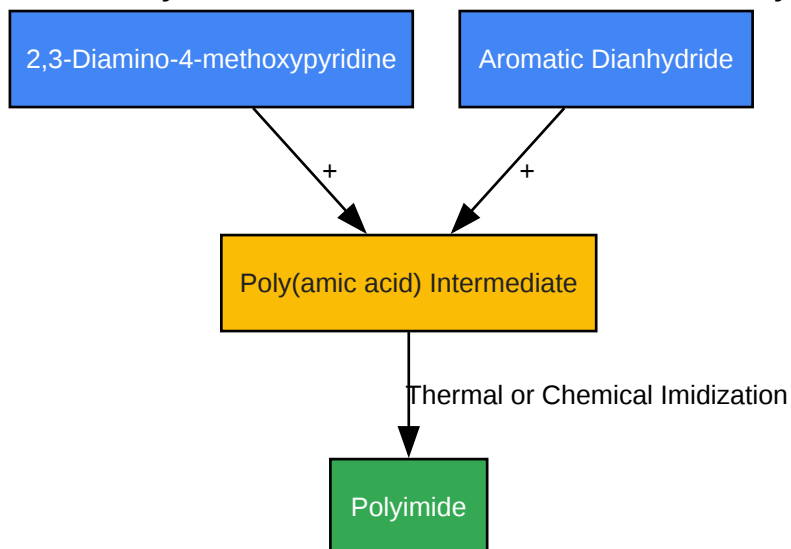 2,3-Diamino-4-methoxypyridine
Aromatic Dianhydride
+
+
Poly(amic acid) Intermediate
Thermal or Chemical Imidization
Polyimide